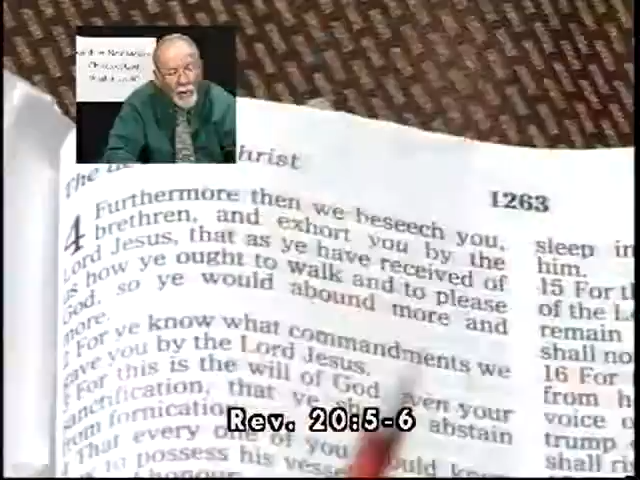 The
hrist
1263
4 Furthermore then we beseech you,
brethren, and exhort you by the
Lord Jesus, that as ye have received of
us how ye ought to walk and to please
God, so ye would abound more and
more.
For ye know what commandments we
gave you by the Lord Jesus.
For this is the will of God even your
sanctification, that ye abstain
from fornication
That every one of you should
to possess his vesse
sleep in
him.
15 For
of the L
remain
shall no
16 For
from h
voice o
trump
shall ri
Rev. 20:5-6